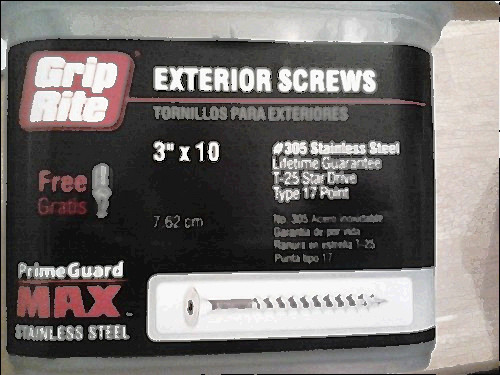 Grip
Rite
EXTERIOR SCREWS
TORNILLOS PARA EXTERIORES
3" x 10
#305 Stainless Steel
Lifetime Guarantee
T-25 Star Drive
Type 17 Point
Free
Gratis
7.62 cm
No. 305 Acero inoxidable
Garantía de por vida
Ranura en estrella T-25
Punta tipo 17
PrimeGuard
MAX
STAINLESS STEEL